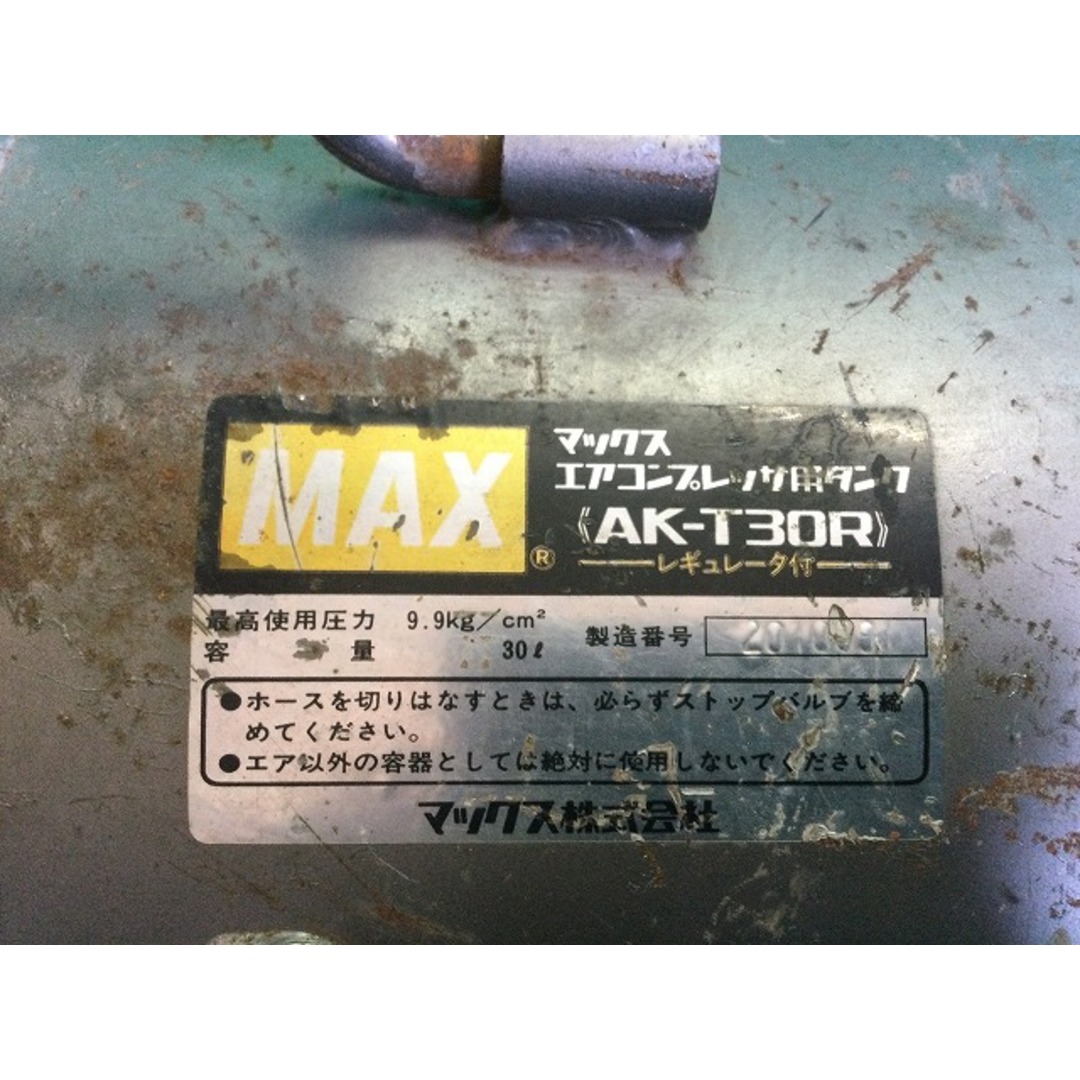 MAX
®
マックス
エアコンプレッサ用タンク
《AK-T30R》
レギュレータ付
最高使用圧力 9.9kg/cm²
容量 30ℓ
製造番号
●ホースを切りはなすときは、必らずストップバルブを締
めてください。
●エア以外の容器としては絶対に使用しないでください。
マックス株式会社